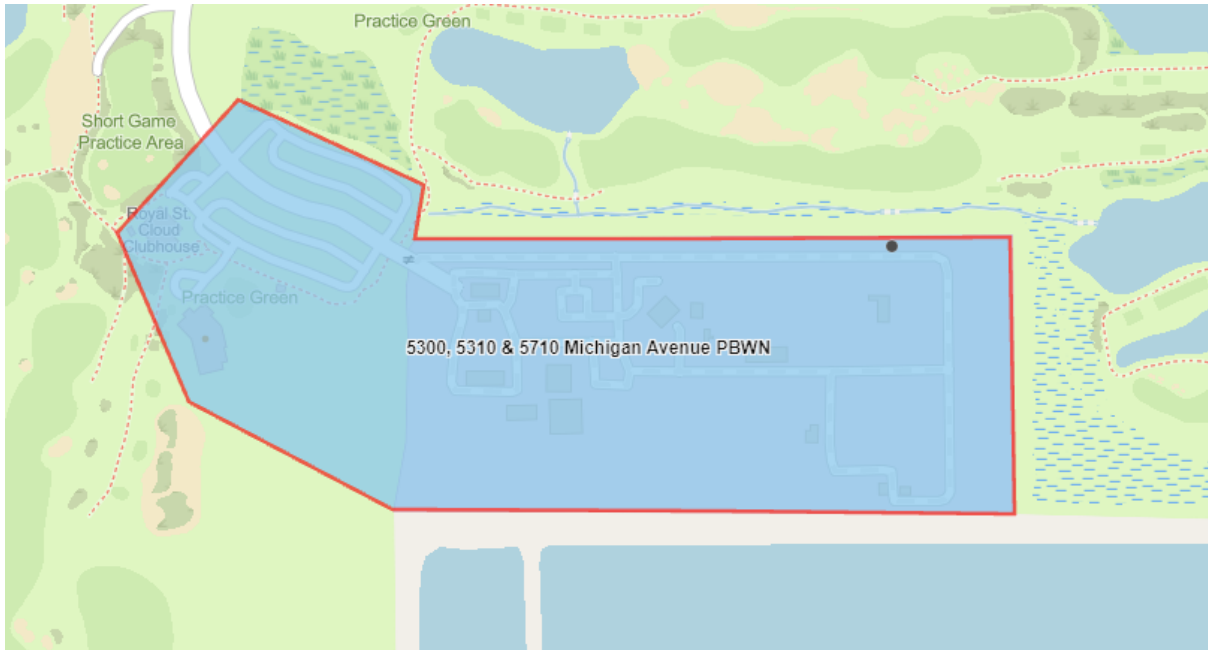 Practice Green
Short Game
Practice Area
Royal St.
Cloud
Clubhouse
Practice Green
5300, 5310 & 5710 Michigan Avenue PBWN